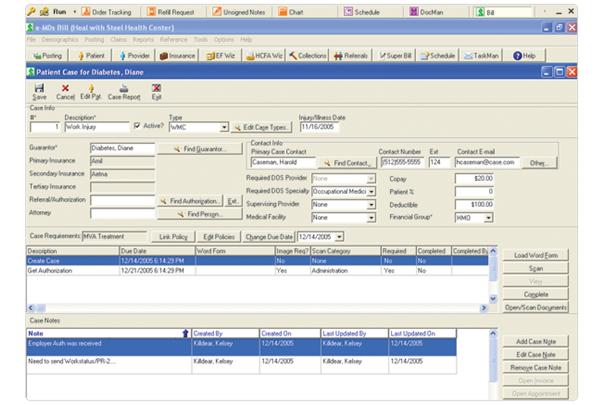 Run Order Tracking Refill Request Unsigned Notes Chart Schedule DocMan Bill
e-MDs Bill (Heal with Steel Health Center)
File Demographics Posting Claims Reports Reference Tools Options Help
Posting Patient Provider Insurance EF Wiz HCFA Wiz Collections Referrals Super Bill Schedule TaskMan Help
Patient Case for Diabetes, Diane
Save Cancel Edit Pat. Case Report Exit
Case Info
#* Description* Type Injury/Illness Date
1 Work Injury Active? WMC Edit Case Types... 11/16/2005
Contact Info
Guarantor* Diabetes, Diane Find Guarantor... Primary Case Contact Contact Number Ext Contact E-mail
Primary Insurance Amil Caseman, Harold Find Contact... (512)555-5555 124 hcaseman@case.com Other...
Secondary Insurance Aetna Required DOS Provider None Copay $20.00
Tertiary Insurance Required DOS Specialty Occupational Medici Patient % 0
Referral/Authorization Find Authorization... Ext. Supervising Provider None Deductible $100.00
Attorney Find Person... Medical Facility None Financial Group* HMO
Case Requirements: MVA Treatment Link Policy Edit Policies Change Due Date 12/14/2005
Description Due Date Word Form Image Req? Scan Category Required Completed Completed By
Create Case 12/14/2005 6:14:29 PM No None No No
Get Authorization 12/21/2005 6:14:29 PM Yes Administration Yes No
Load Word Form
Scan
View
Complete
Open/Scan Documents
Case Notes
Note Created By Created On Last Updated By Last Updated On
Employer Auth was received Killdear, Kelsey 12/14/2005 Killdear, Kelsey 12/14/2005
Need to send Workstatus/PR-2... Killdear, Kelsey 12/14/2005 Killdear, Kelsey 12/14/2005
Add Case Note
Edit Case Note
Remove Case Note
Open Invoice
Open Appointment